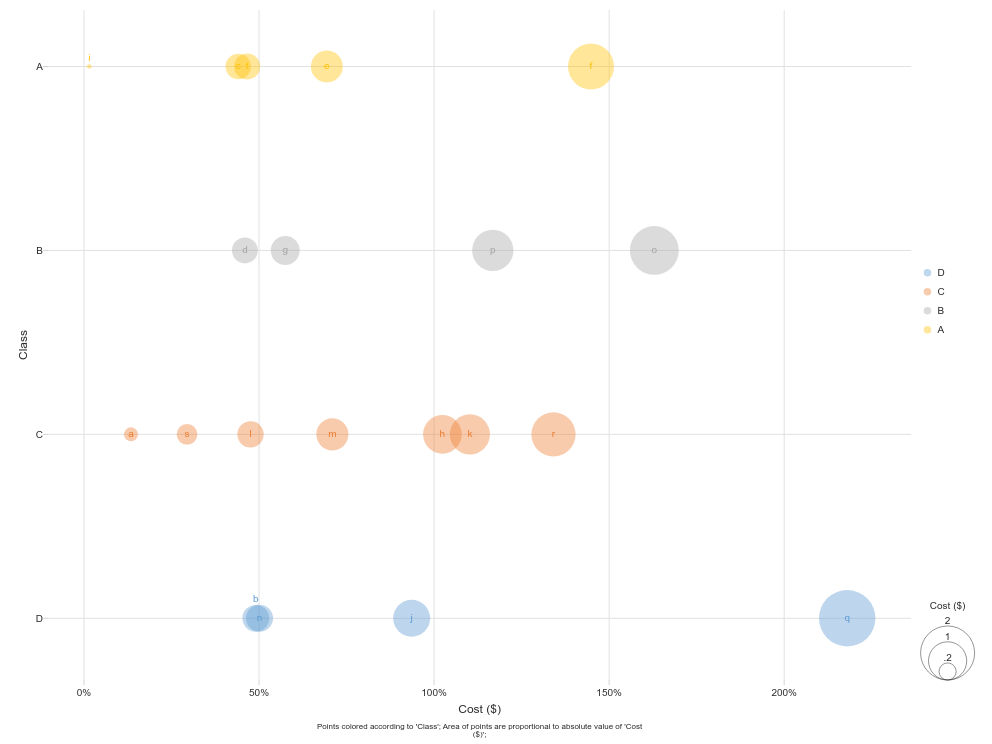 A
i
c
t
e
f
B
d
g
p
o
Class
D
C
B
A
C
a
s
l
m
h
k
r
b
D
n
j
q
Cost ($)
2
1
.2
0%
50%
100%
150%
200%
Cost ($)
Points colored according to 'Class'; Area of points are proportional to absolute value of 'Cost
($)';